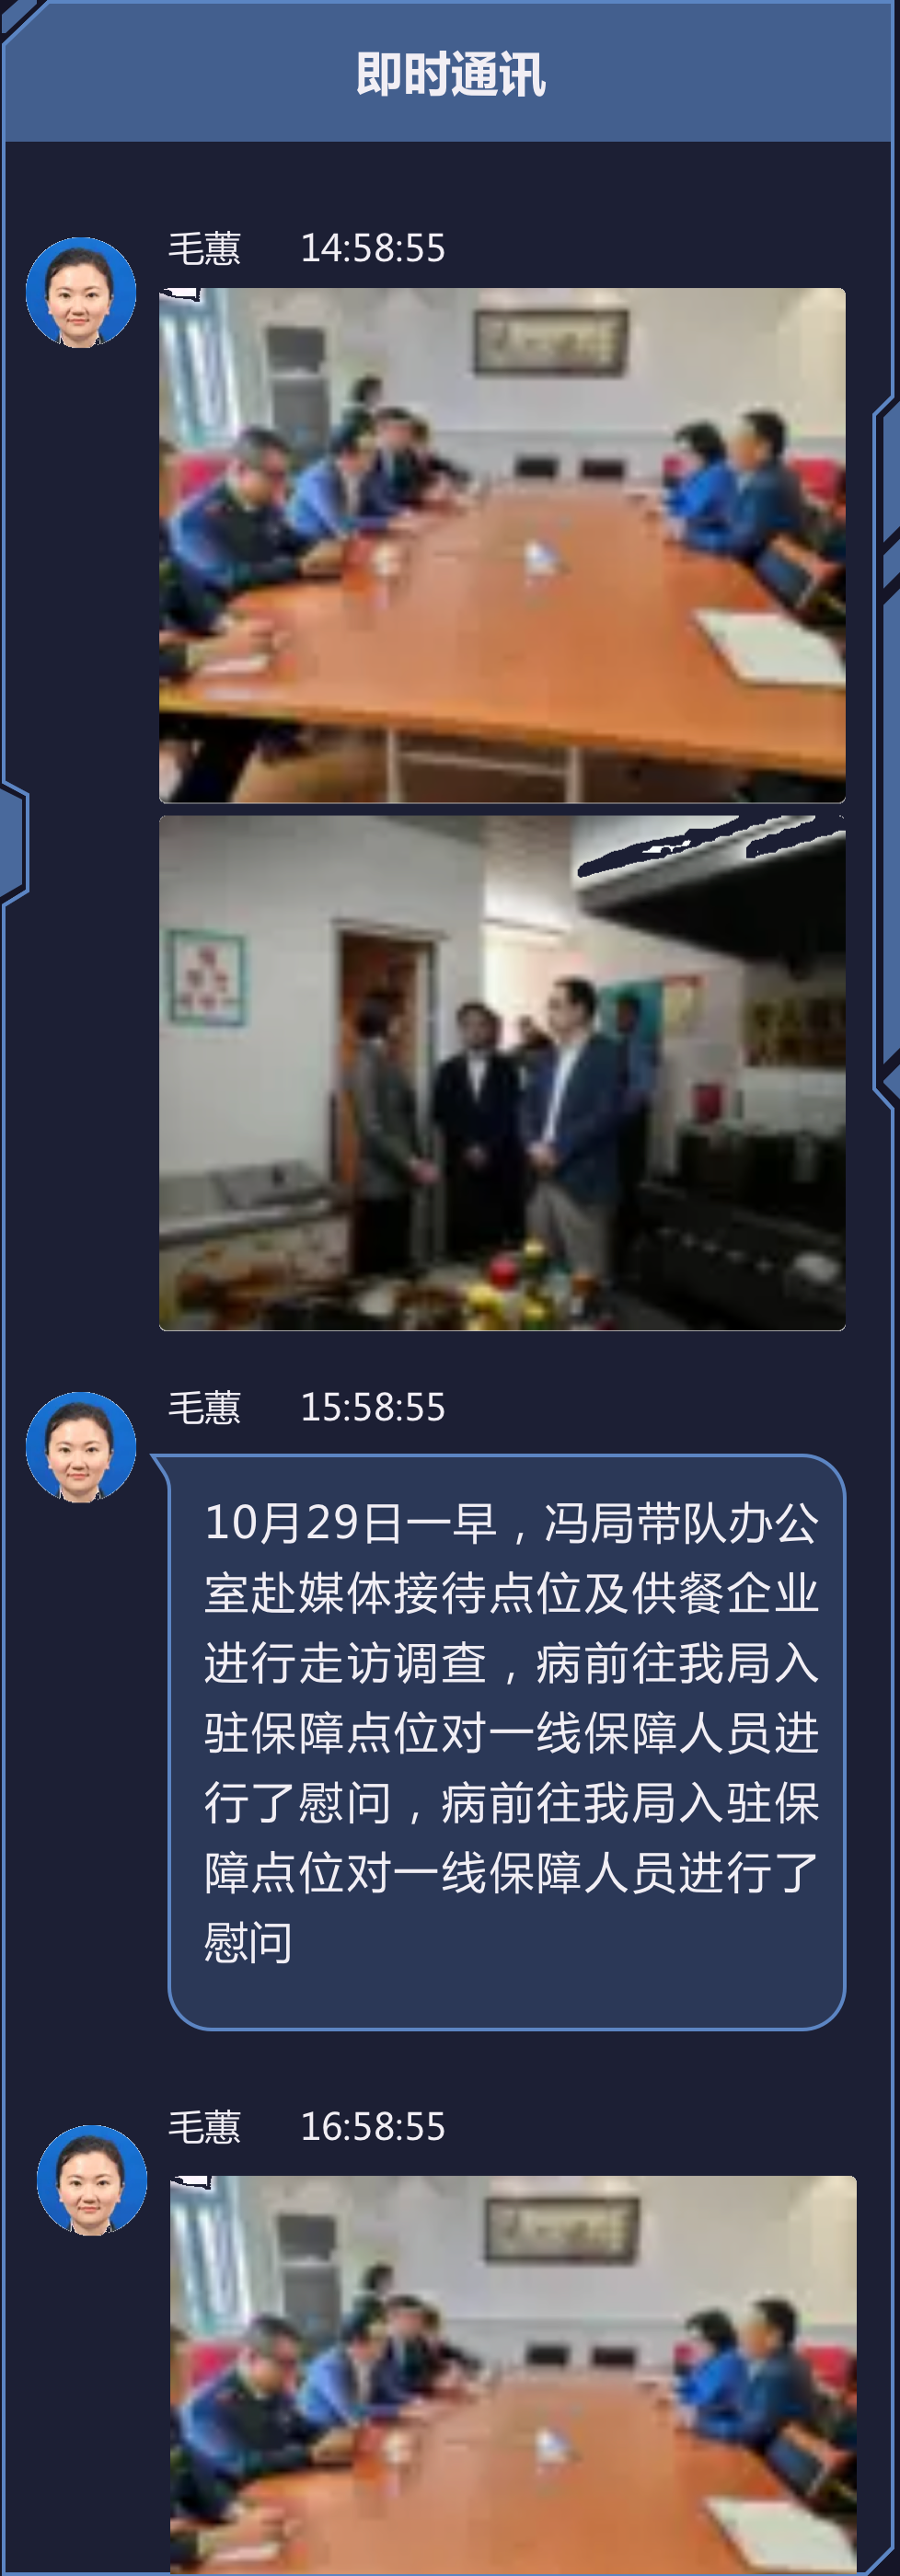 即时通讯
毛蕙 14:58:55
毛蕙 15:58:55
10月29日一早，冯局带队办公
室赴媒体接待点位及供餐企业
进行走访调查，病前往我局入
驻保障点位对一线保障人员进
行了慰问，病前往我局入驻保
障点位对一线保障人员进行了
慰问
毛蕙 16:58:55